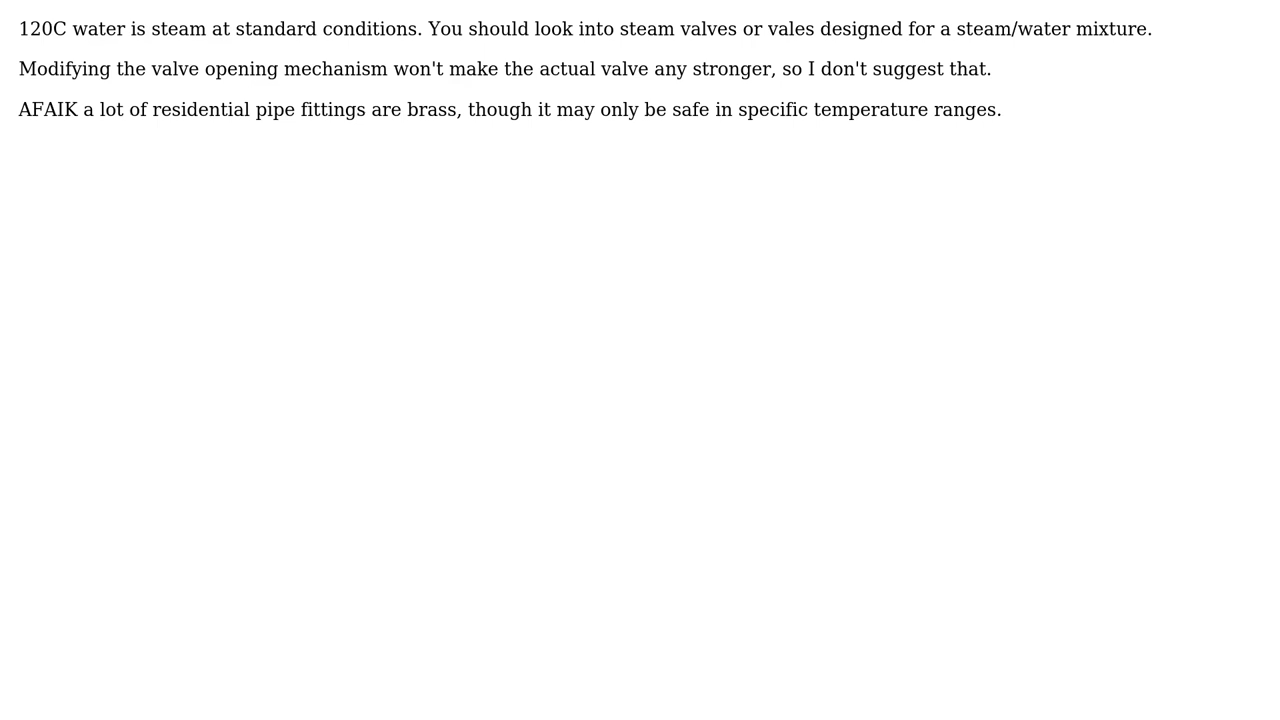 120C water is steam at standard conditions. You should look into steam valves or vales designed for a steam/water mixture.
Modifying the valve opening mechanism won't make the actual valve any stronger, so I don't suggest that.
AFAIK a lot of residential pipe fittings are brass, though it may only be safe in specific temperature ranges.